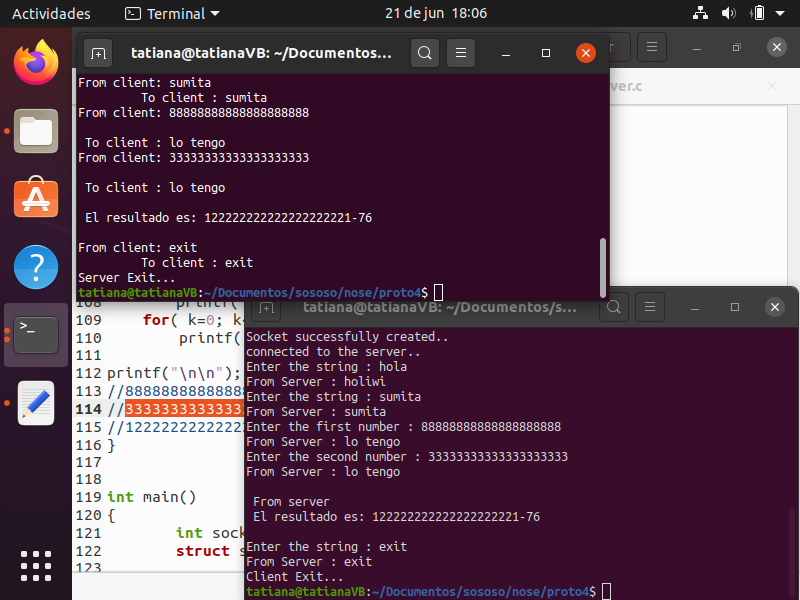 Actividades
Terminal
21 de jun 18:06
tatiana@tatianaVB: ~/Documentos...
ver.c
From client: sumita
To client : sumita
From client: 88888888888888888888
To client : lo tengo
From client: 33333333333333333333
To client : lo tengo
El resultado es: 122222222222222222221-76
From client: exit
To client : exit
Server Exit...
tatiana@tatianaVB:~/Documentos/sososo/nose/proto4$
108 printf(
109 for( k=0; k
110 printf(
111
112 printf("\n\n");
113 //8888888888888
114 //3333333333333
115 //1222222222222
116 }
117
118
119 int main()
120 {
121 int sock
122 struct s
123
tatiana@tatianaVB: ~/Documentos/s...
Socket successfully created..
connected to the server..
Enter the string : hola
From Server : holiwi
Enter the string : sumita
From Server : sumita
Enter the first number : 88888888888888888888
From Server : lo tengo
Enter the second number : 33333333333333333333
From Server : lo tengo
From server
El resultado es: 122222222222222222221-76
Enter the string : exit
From Server : exit
Client Exit...
tatiana@tatianaVB:~/Documentos/sososo/nose/proto4$